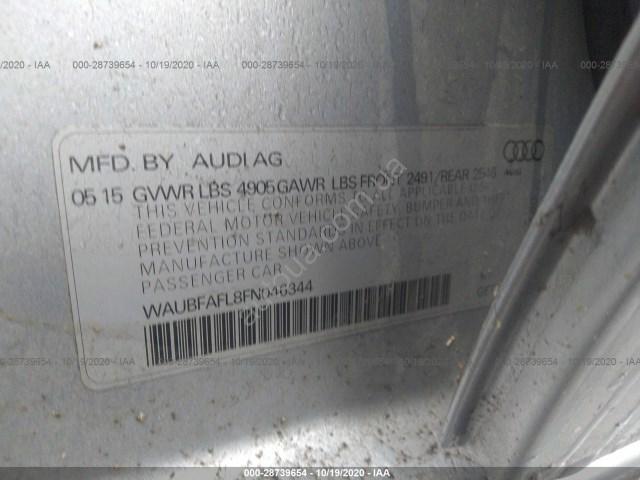 000-28739654 - 10/19/2020 - IAA
MFD. BY AUDI AG
Audi
05 15 GVWR LBS 4905 GAWR LBS FRONT 2491/REAR 2546
THIS VEHICLE CONFORMS TO ALL APPLICABLE U.S.
FEDERAL MOTOR VEHICLE SAFETY, BUMPER AND THEFT
PREVENTION STANDARDS IN EFFECT ON THE DATE OF
MANUFACTURE SHOWN ABOVE.
PASSENGER CAR
WAUBFAFL8FN046344
000-28739654 - 10/19/2020 - IAA